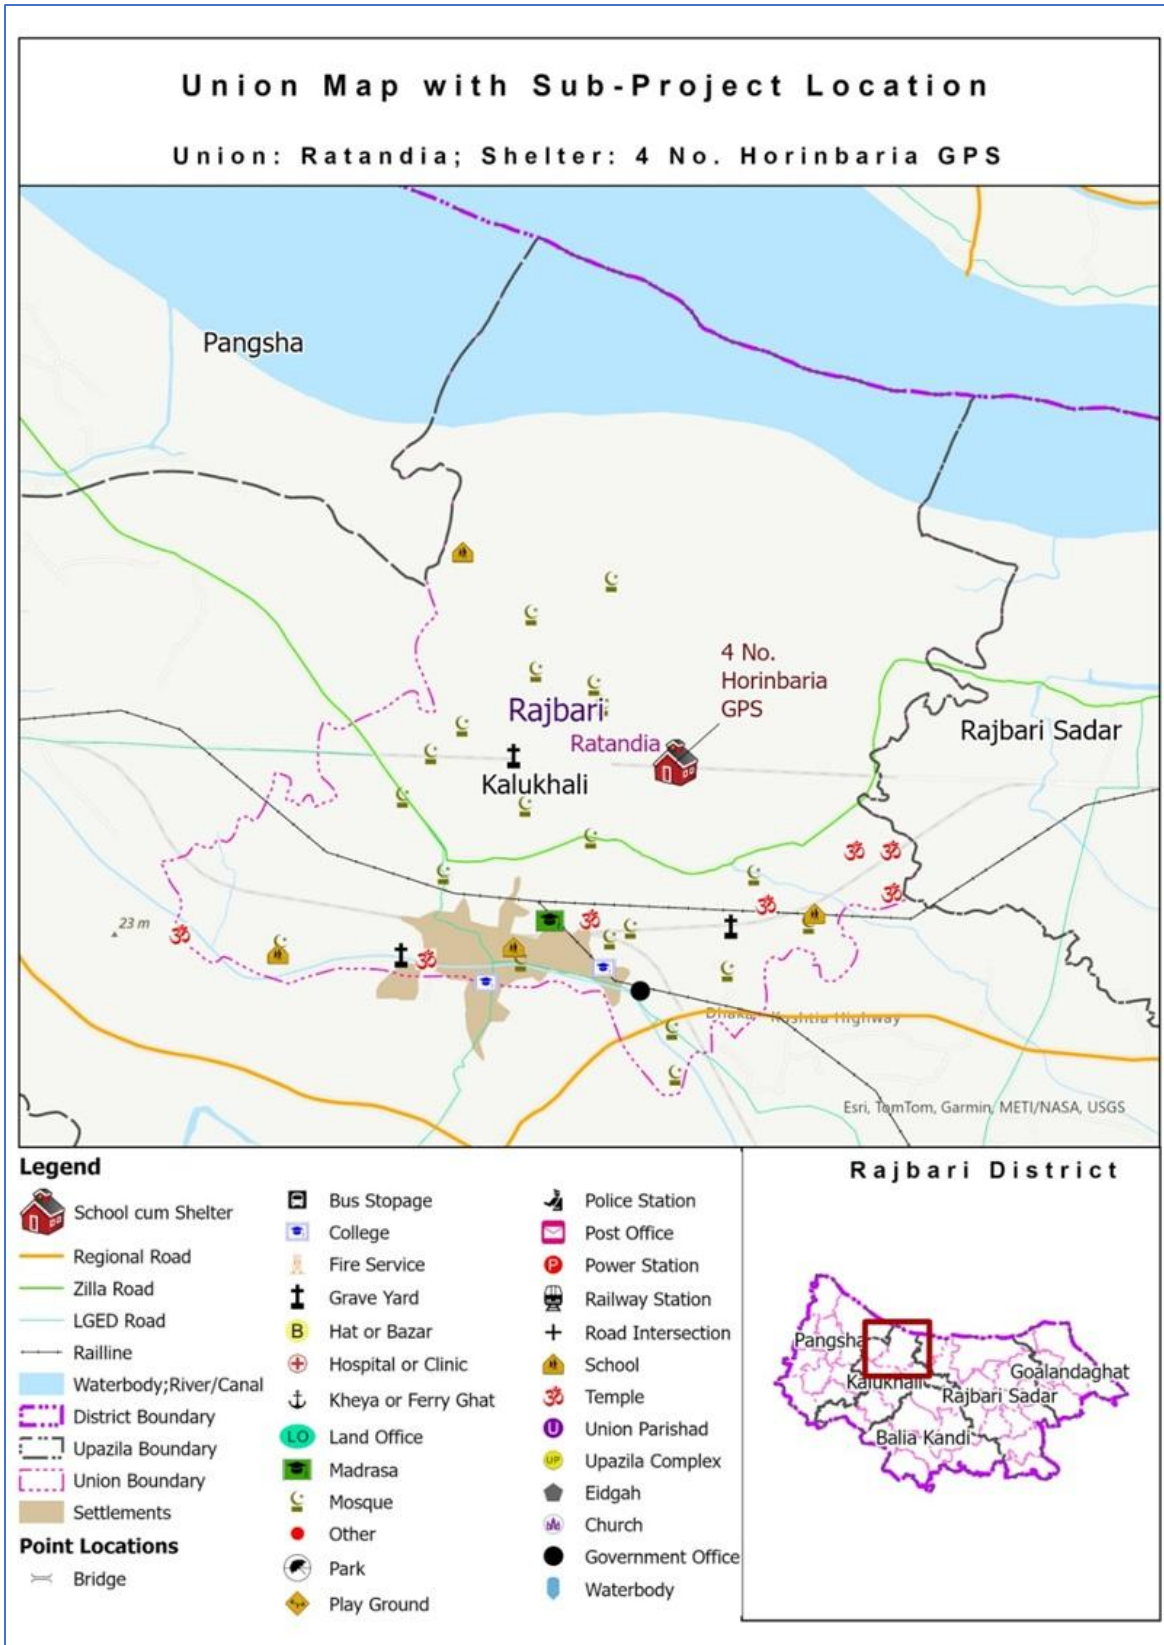 Union Map with Sub-Project Location
Union: Ratandia; Shelter: 4 No. Horinbaria GPS
Pangsha
4 No.
Horinbaria
GPS
Rajbari
Ratandia
Rajbari Sadar
Kalukhali
23 m
Dhaka - Kushtia Highway
Esri, TomTom, Garmin, METI/NASA, USGS
Legend
School cum Shelter
Regional Road
Zilla Road
LGED Road
Railline
Waterbody;River/Canal
District Boundary
Upazila Boundary
Union Boundary
Settlements
Point Locations
Bridge
Bus Stopage
College
Fire Service
Grave Yard
B Hat or Bazar
Hospital or Clinic
Kheya or Ferry Ghat
LO Land Office
Madrasa
Mosque
Other
Park
Play Ground
Police Station
Post Office
P Power Station
Railway Station
Road Intersection
School
ॐ Temple
U Union Parishad
UP Upazila Complex
Eidgah
Church
Government Office
Waterbody
Rajbari District
Pangsha
Kalukhali
Goalandaghat
Rajbari Sadar
Balia Kandi